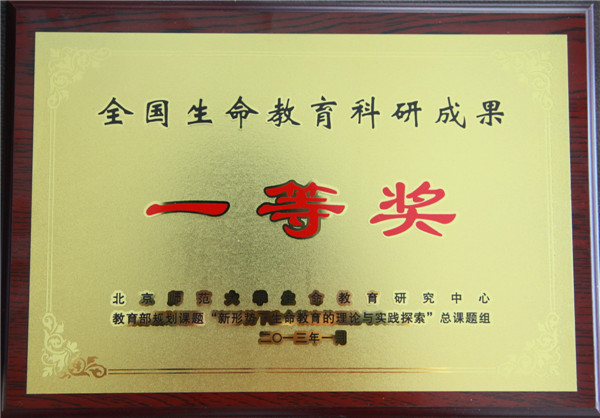 全国生命教育科研成果
一等奖
北京师范大学生命教育研究中心
教育部规划课题“新形势下生命教育的理论与实践探索”总课题组
二〇一三年一月